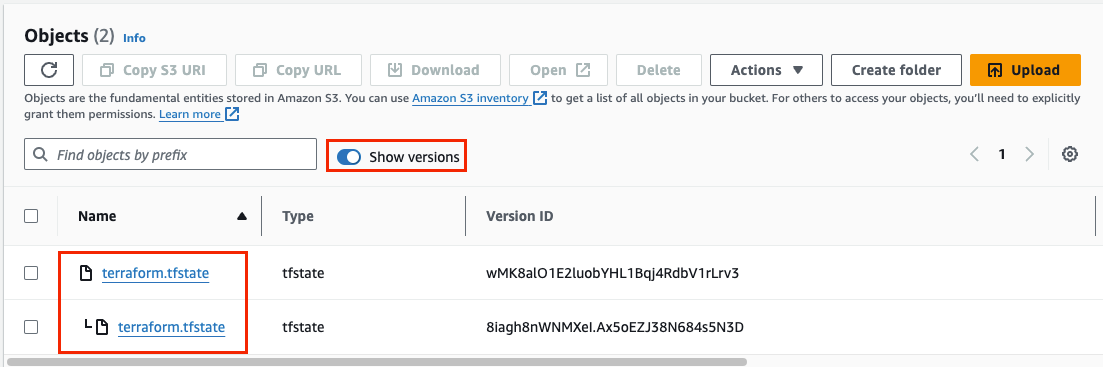 Objects (2) Info
Copy S3 URI Copy URL Download Open Delete Actions Create folder Upload
Objects are the fundamental entities stored in Amazon S3. You can use Amazon S3 inventory to get a list of all objects in your bucket. For others to access your objects, you'll need to explicitly
grant them permissions. Learn more
Find objects by prefix Show versions 1
Name Type Version ID
terraform.tfstate tfstate wMK8alO1E2luobYHL1Bqj4RdbV1rLrv3
terraform.tfstate tfstate 8iagh8nWNMXeI.Ax5oEZJ38N684s5N3D